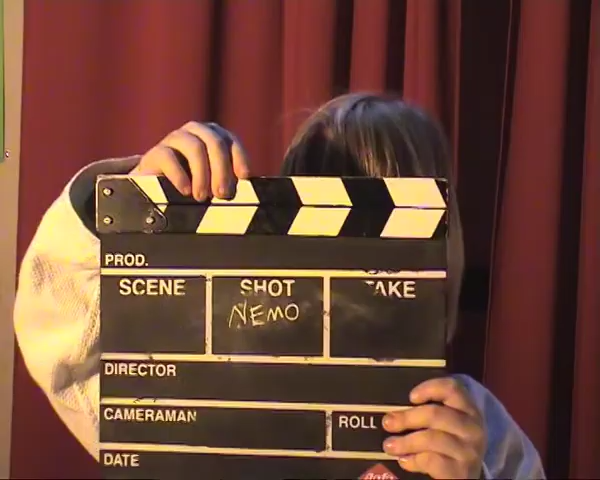 PROD.
SCENE SHOT TAKE
NEMO
DIRECTOR
CAMERAMAN ROLL
DATE